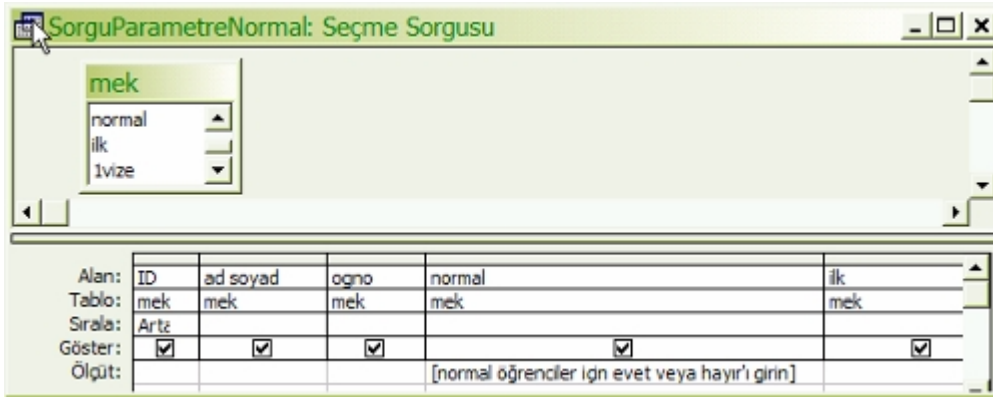 SorguParametreNormal: Seçme Sorgusu
mek
normal
ilk
1vize
Alan: ID ad soyad ogno normal ilk
Tablo: mek mek mek mek mek
Sırala: Arta
Göster:
Ölçüt: [normal öğrenciler için evet veya hayır'ı girin]